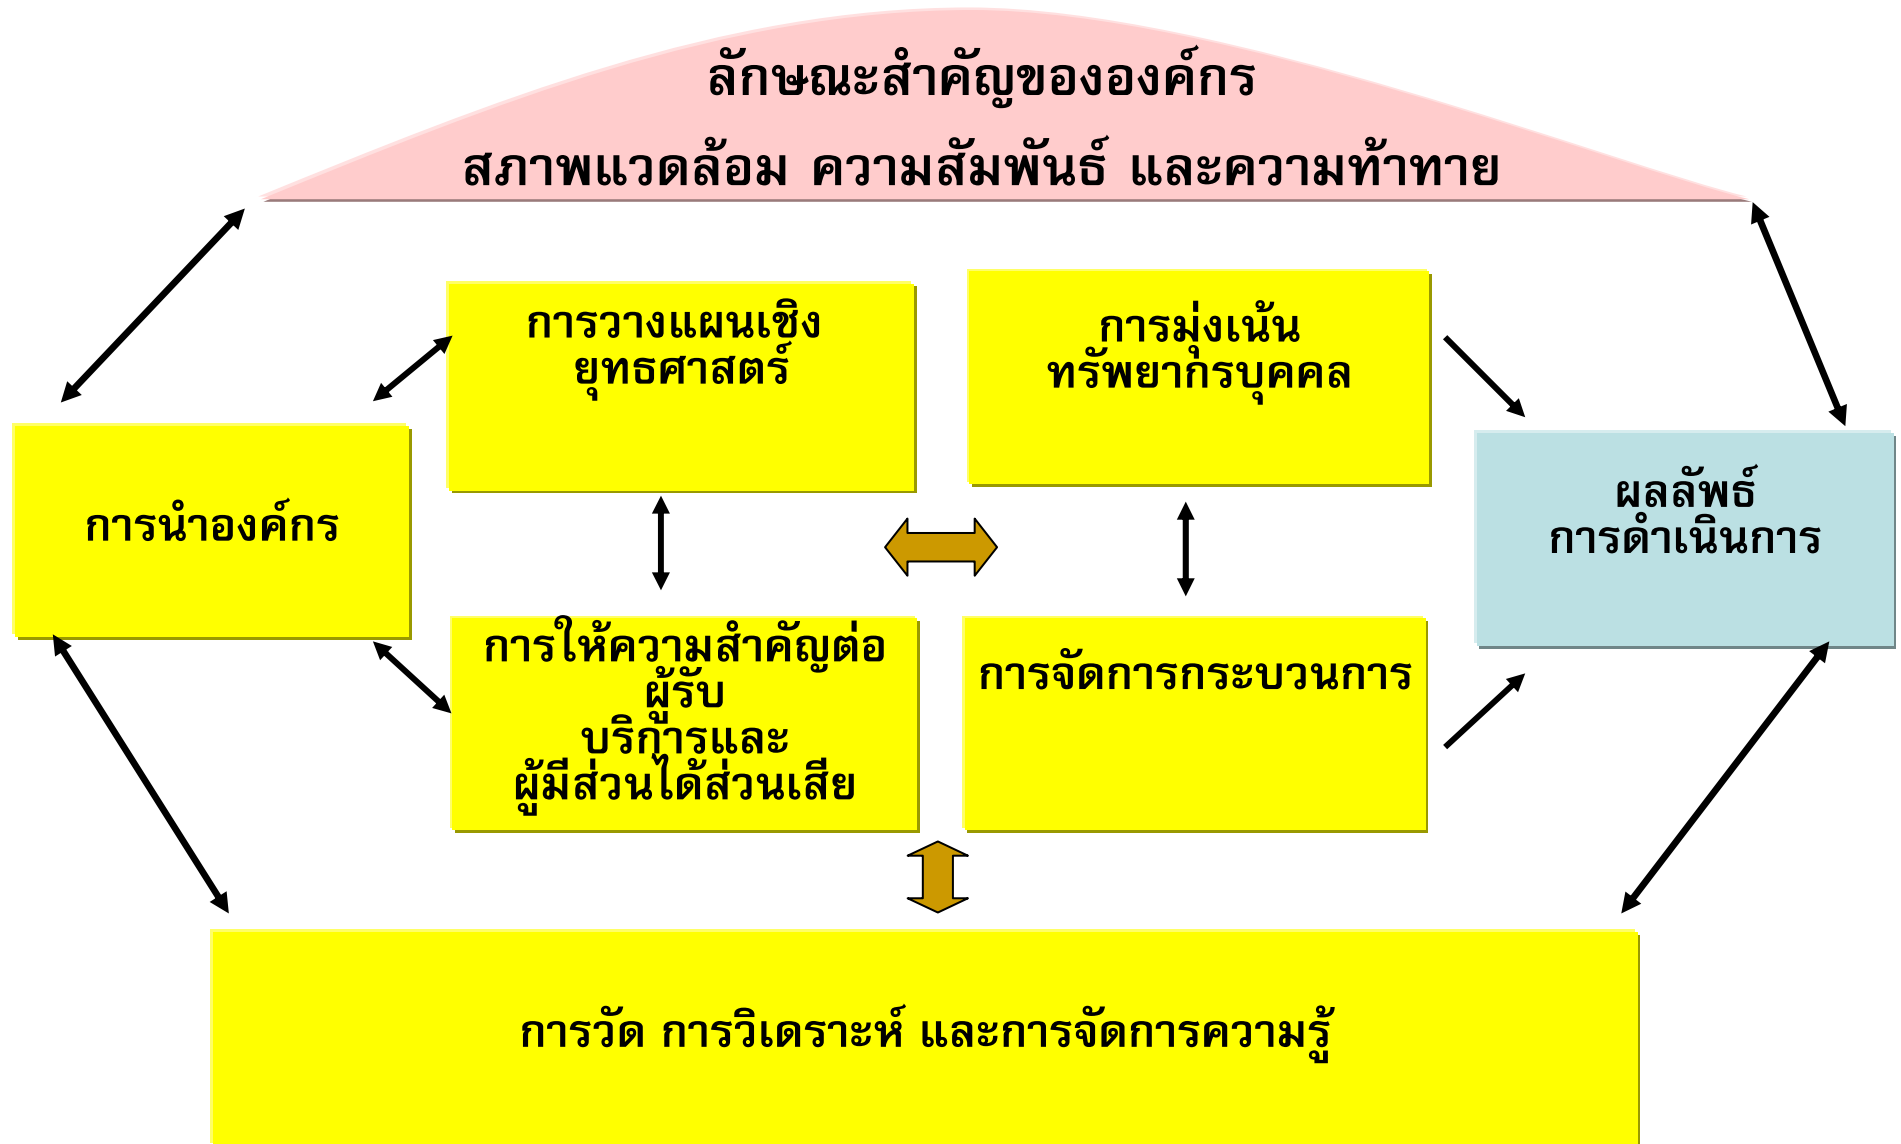 ลักษณะสำคัญขององค์กร
สภาพแวดล้อม ความสัมพันธ์ และความท้าทาย
การวางแผนเชิง
ยุทธศาสตร์
การมุ่งเน้น
ทรัพยากรบุคคล
การนำองค์กร
ผลลัพธ์
การดำเนินการ
การให้ความสำคัญต่อ
ผู้รับ
บริการและ
ผู้มีส่วนได้ส่วนเสีย
การจัดการกระบวนการ
การวัด การวิเดราะห์ และการจัดการความรู้